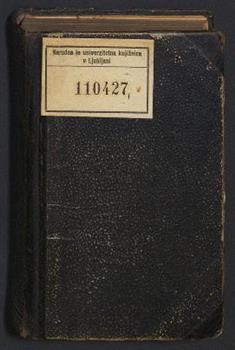 Narodna in univerzitetna knjižnica
v Ljubljani
110427